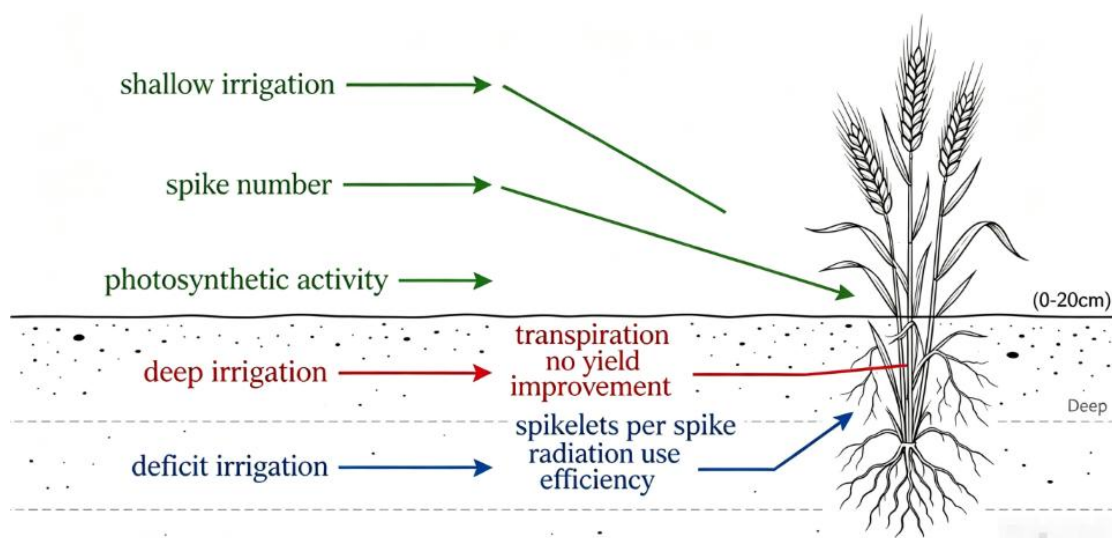 shallow irrigation
spike number
photosynthetic activity
(0-20cm)
deep irrigation
transpiration
no yield
improvement
Deep
deficit irrigation
spikelets per spike
radiation use
efficiency